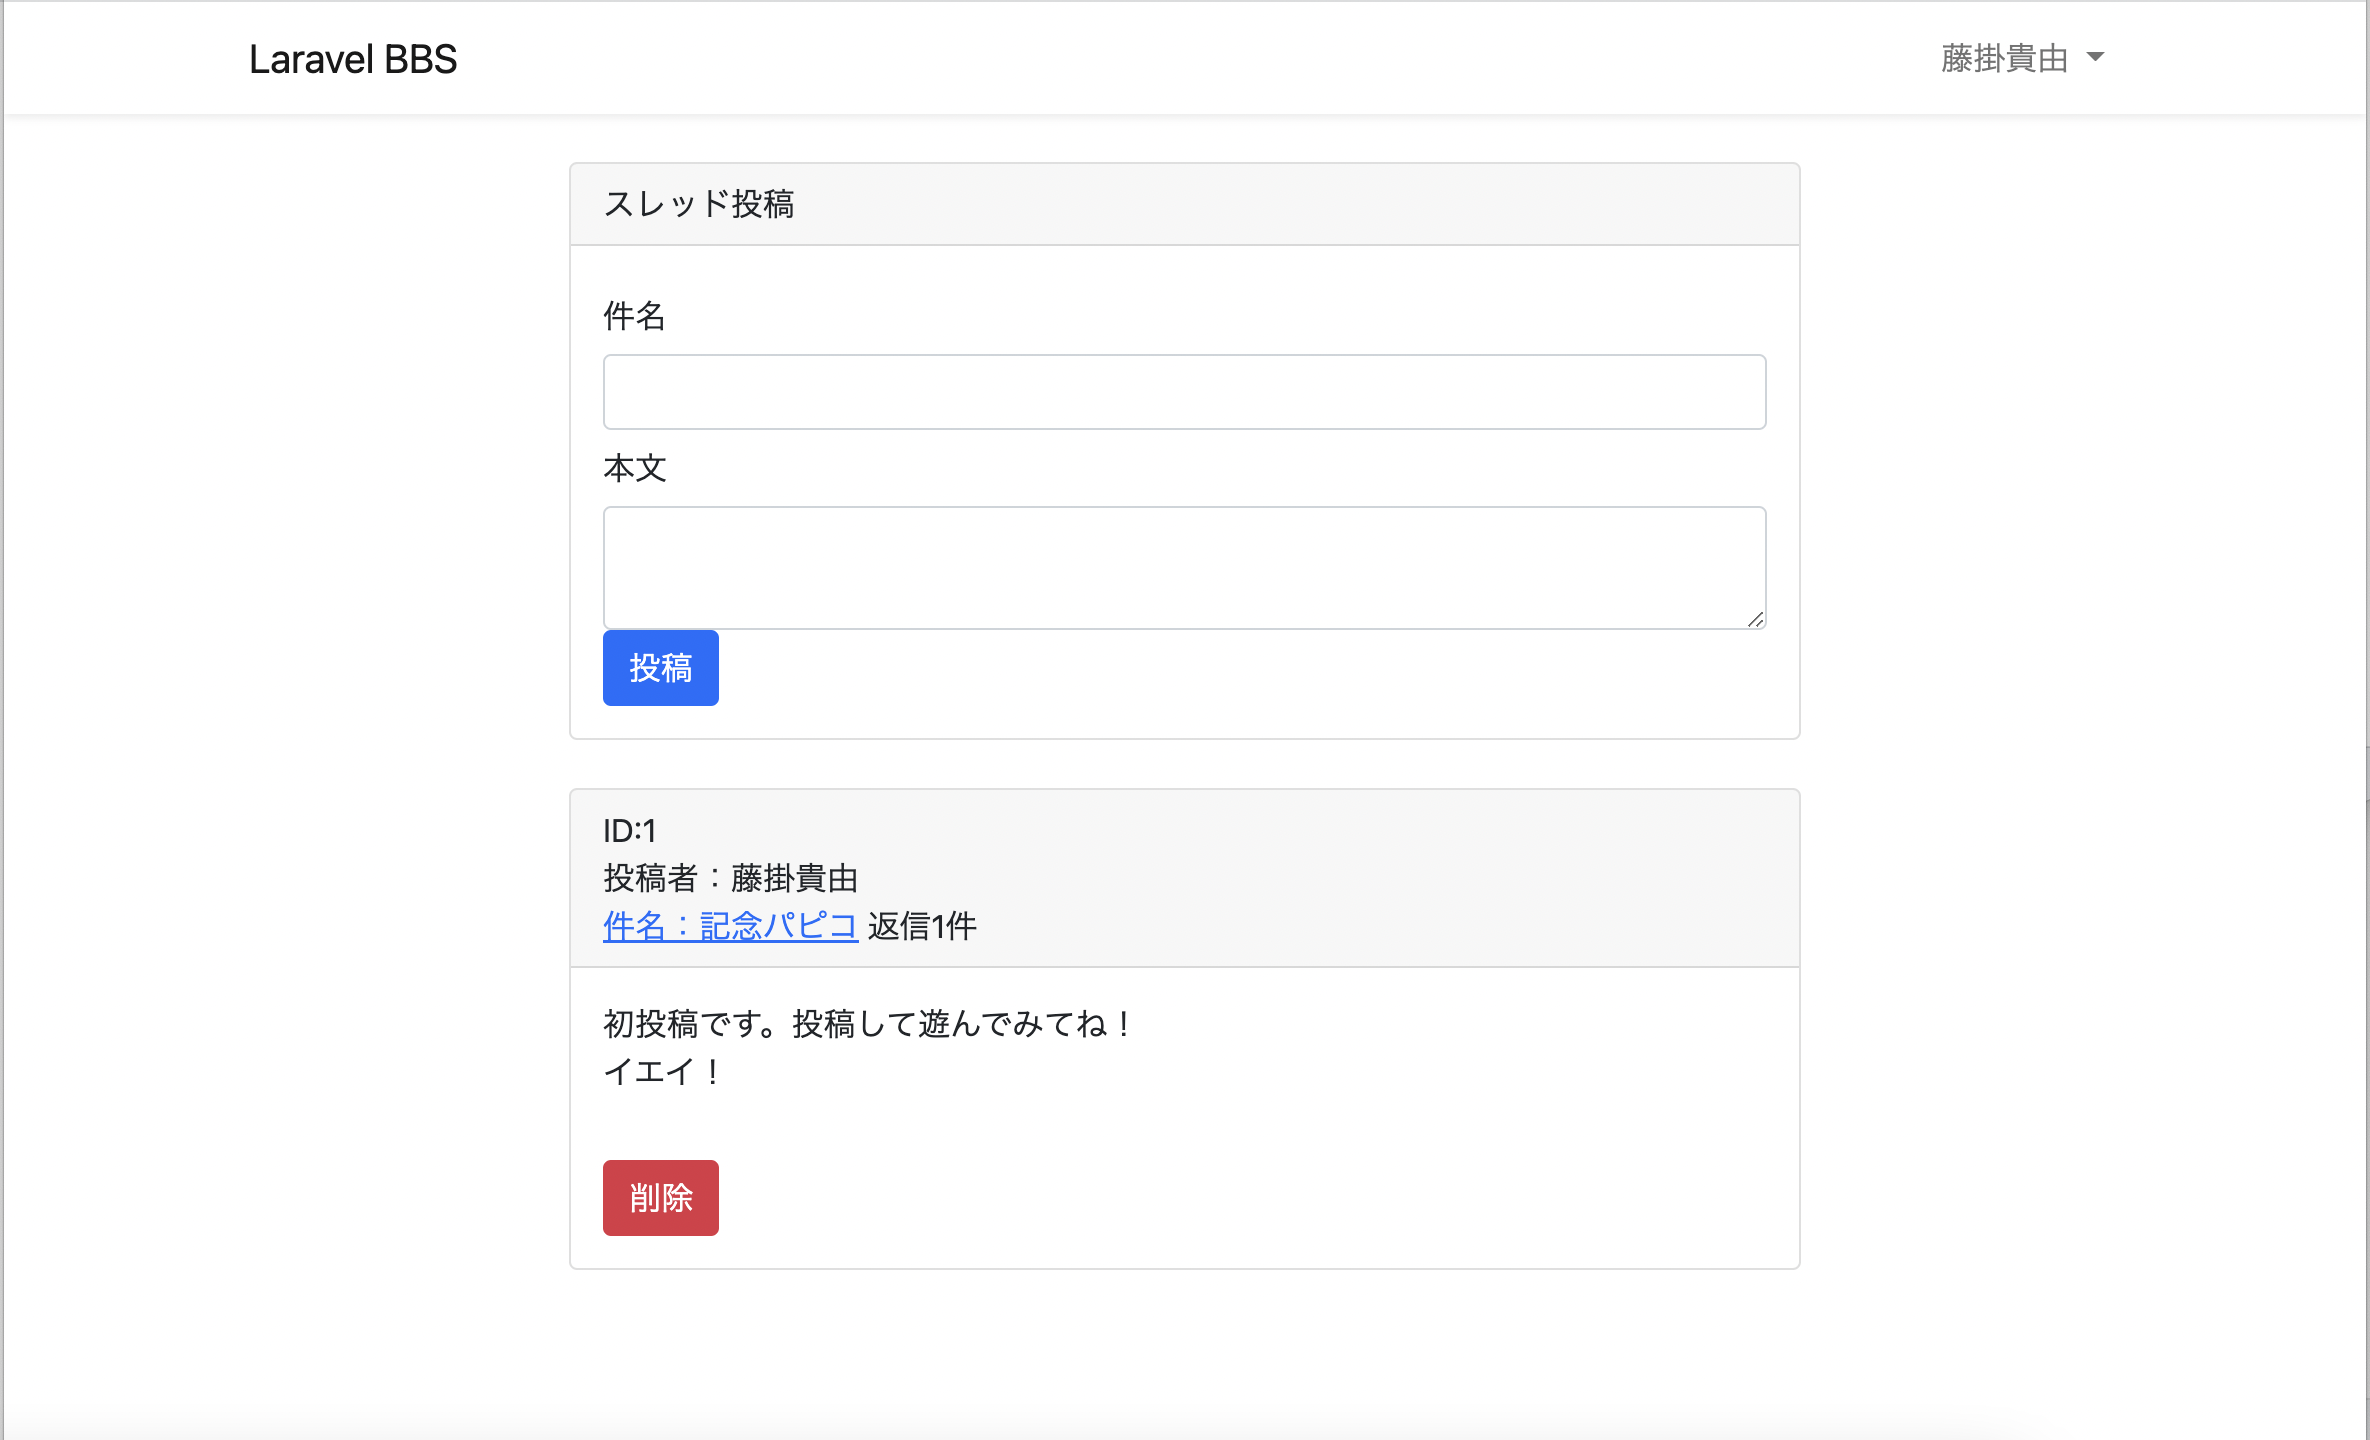 Laravel BBS
藤掛貴由
スレッド投稿
件名
本文
投稿
ID:1
投稿者：藤掛貴由
件名：記念パピコ 返信1件
初投稿です。投稿して遊んでみてね！
イエイ！
削除